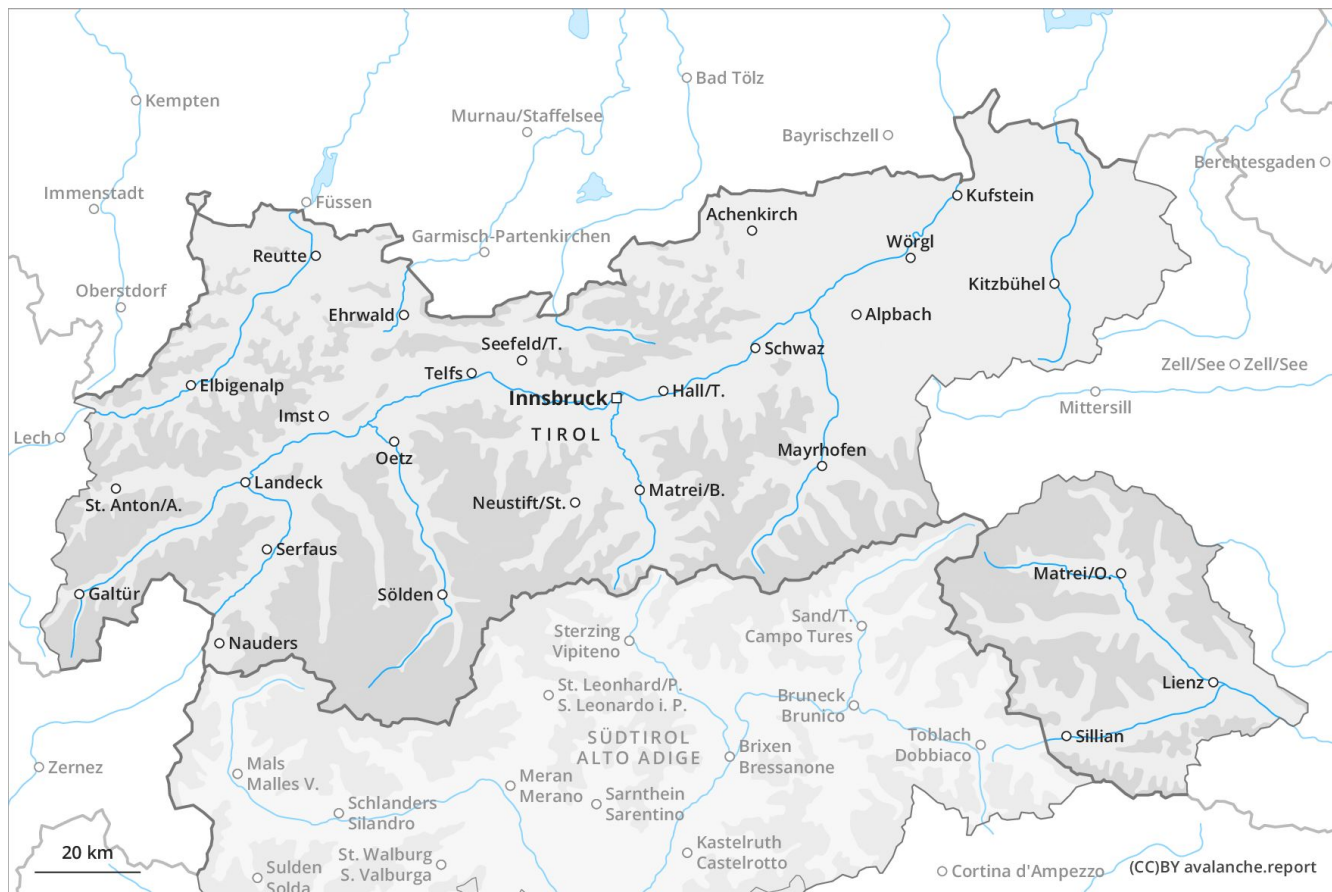 Kempten
Bad Tölz
Murnau/Staffelsee
Bayrischzell
Berchtesgaden
Immenstadt
Füssen
Kufstein
Achenkirch
Garmisch-Partenkirchen
Wörgl
Reutte
Kitzbühel
Oberstdorf
Ehrwald
Alpbach
Seefeld/T.
Schwaz
Zell/See
Zell/See
Telfs
Elbigenalp
Innsbruck
Hall/T.
Mittersill
Imst
TIROL
Lech
Oetz
Mayrhofen
Landeck
Matrei/B.
St. Anton/A.
Neustift/St.
Serfaus
Matrei/O.
Galtür
Sölden
Sand/T.
Campo Tures
Sterzing
Vipiteno
Nauders
Lienz
St. Leonhard/P.
S. Leonardo i. P.
Bruneck
Brunico
SÜDTIROL
ALTO ADIGE
Sillian
Toblach
Dobbiaco
Brixen
Bressanone
Zernez
Mals
Malles V.
Meran
Merano
Sarnthein
Sarentino
Schlanders
Silandro
Kastelruth
Castelrotto
20 km
St. Walburg
S. Valburga
Sulden
Solda
Cortina d'Ampezzo
(CC)BY avalanche.report